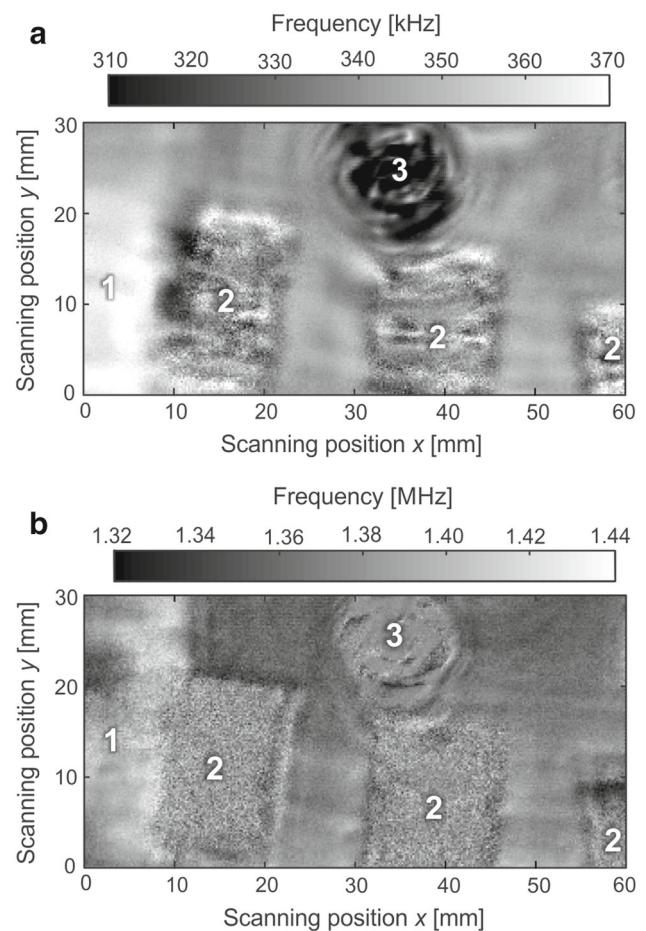 a
Frequency [kHz]
310 320 330 340 350 360 370
30
20
10
0
Scanning position y [mm]
1
2
3
2
2
0 10 20 30 40 50 60
Scanning position x [mm]
b
Frequency [MHz]
1.32 1.34 1.36 1.38 1.40 1.42 1.44
30
20
10
0
Scanning position y [mm]
1
2
3
2
2
0 10 20 30 40 50 60
Scanning position x [mm]